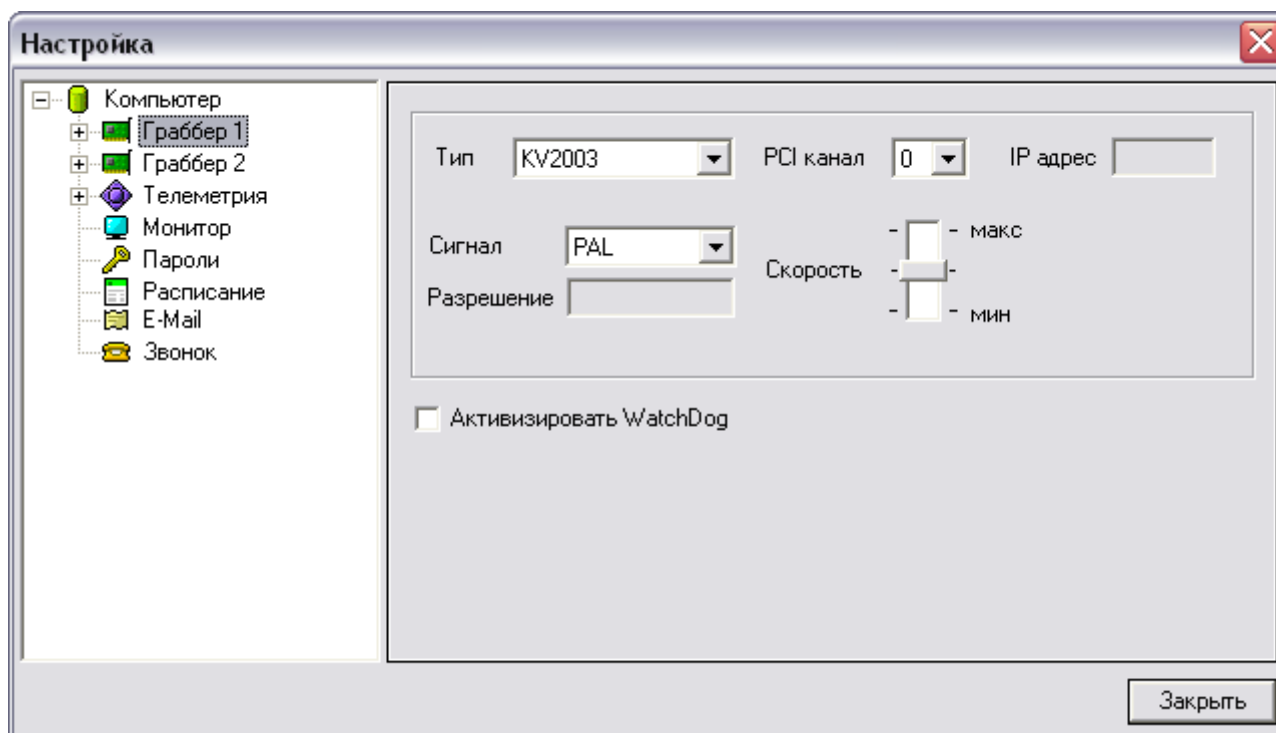 Настройка
Компьютер
Граббер 1
Граббер 2
Телеметрия
Монитор
Пароли
Расписание
E-Mail
Звонок
Тип KV2003 PCI канал 0 IP адрес
Сигнал PAL
Разрешение
Скорость
- - макс
- -
- - мин
Активизировать WatchDog
Закрыть